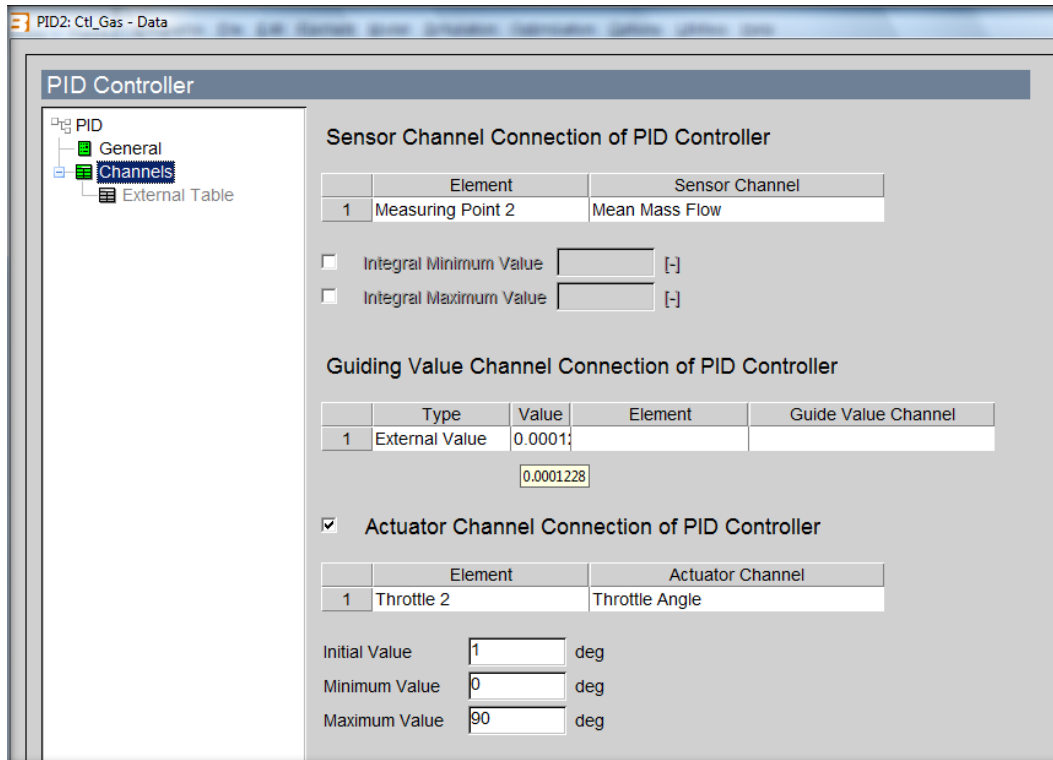 PID2: Ctl_Gas - Data
PID Controller
PID
General
Channels
External Table
Sensor Channel Connection of PID Controller
Element Sensor Channel
1 Measuring Point 2 Mean Mass Flow
Integral Minimum Value [-]
Integral Maximum Value [-]
Guiding Value Channel Connection of PID Controller
Type Value Element Guide Value Channel
1 External Value 0.00012
0.0001228
Actuator Channel Connection of PID Controller
Element Actuator Channel
1 Throttle 2 Throttle Angle
Initial Value 1 deg
Minimum Value 0 deg
Maximum Value 90 deg